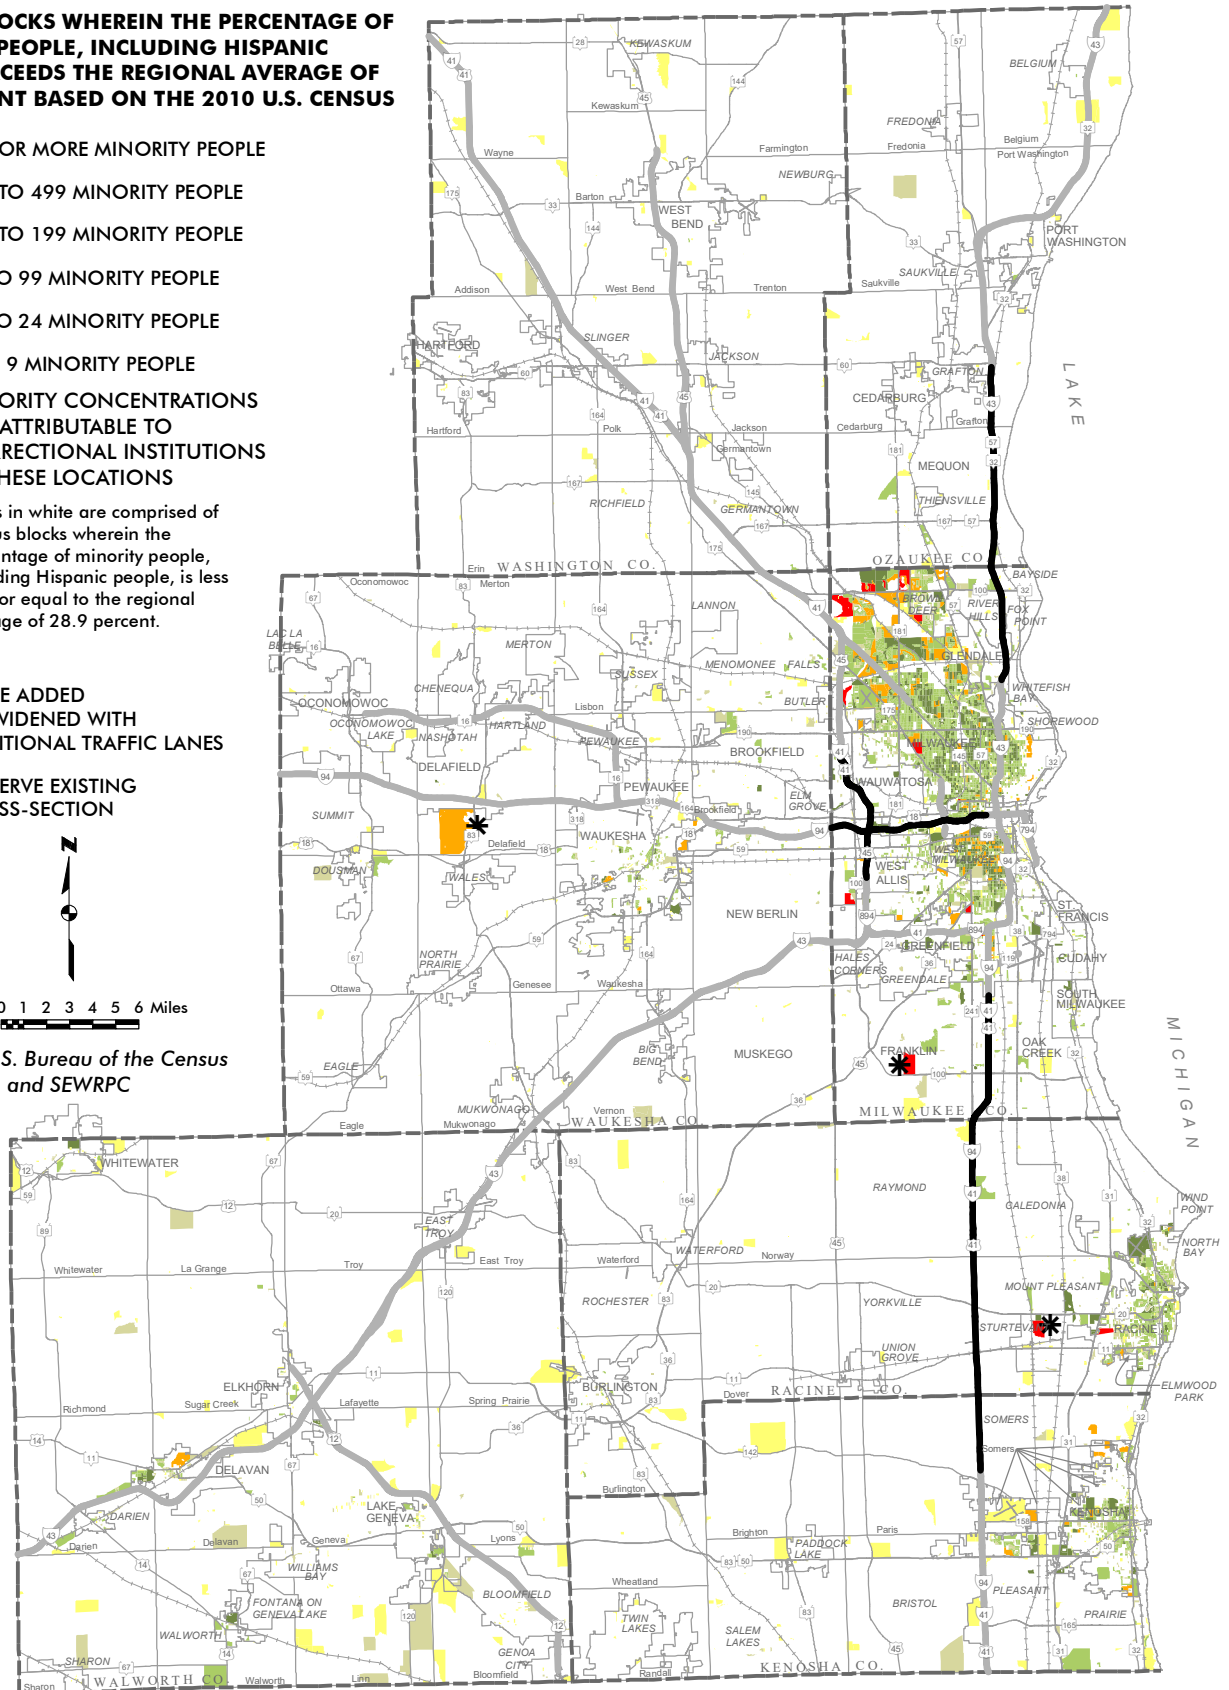 OCKS WHEREIN THE PERCENTAGE OF
PEOPLE, INCLUDING HISPANIC
CEEDS THE REGIONAL AVERAGE OF
NT BASED ON THE 2010 U.S. CENSUS
OR MORE MINORITY PEOPLE
TO 499 MINORITY PEOPLE
TO 199 MINORITY PEOPLE
O 99 MINORITY PEOPLE
O 24 MINORITY PEOPLE
9 MINORITY PEOPLE
ORITY CONCENTRATIONS
ATTRIBUTABLE TO
RRECTIONAL INSTITUTIONS
HESE LOCATIONS
s in white are comprised of
us blocks wherein the
entage of minority people,
ding Hispanic people, is less
or equal to the regional
age of 28.9 percent.
E ADDED
WIDENED WITH
ITIONAL TRAFFIC LANES
ERVE EXISTING
SS-SECTION
0 1 2 3 4 5 6 Miles
S. Bureau of the Census
and SEWRPC
KEWASKUM
Kewaskum
Wayne
Barton
WEST
BEND
Farmington
NEWBURG
Addison
West Bend
Trenton
BELGIUM
FREDONIA
Fredonia
Belgium
Port Washington
PORT
WASHINGTON
SAUKVILLE
Saukville
HARTFORD
SLINGER
JACKSON
Hartford
Polk
Jackson
Germantown
RICHFIELD
GERMANTOWN
Erin
WASHINGTON CO.
GRAFTON
CEDARBURG
Cedarburg
Grafton
MEQUON
THIENSVILLE
OZAUKEE CO.
LAKE
MICHIGAN
Oconomowoc
Merton
LAC LA
BELLE
MERTON
LANNON
SUSSEX
MENOMONEE FALLS
BUTLER
CHENEQUA
OCONOMOWOC
OCONOMOWOC
LAKE
NASHOTAH
HARTLAND
Lisbon
PEWAUKEE
BROOKFIELD
DELAFIELD
PEWAUKEE
ELM
GROVE
Brookfield
SUMMIT
WAUKESHA
Delafield
DOUSMAN
WALES
NEW BERLIN
NORTH
PRAIRIE
Ottawa
Genesee
Waukesha
BIG
BEND
MUSKEGO
EAGLE
MUKWONAGO
Vernon
Eagle
Mukwonago
WAUKESHA CO.
BAYSIDE
BROWN
DEER
RIVER
HILLS
FOX
POINT
GLENDALE
WHITEFISH
BAY
SHOREWOOD
MILWAUKEE
WAUWATOSA
WEST
MILWAUKEE
WEST
ALLIS
ST.
FRANCIS
GREENFIELD
CUDAHY
HALES
CORNERS
GREENDALE
SOUTH
MILWAUKEE
FRANKLIN
OAK
CREEK
MILWAUKEE CO.
WHITEWATER
EAST
TROY
East Troy
Whitewater
La Grange
Troy
ELKHORN
Richmond
Sugar Creek
Lafayette
Spring Prairie
DELAVAN
DARIEN
Darien
Delavan
LAKE
GENEVA
Geneva
Lyons
WILLIAMS
BAY
FONTANA ON
GENEVA LAKE
BLOOMFIELD
WALWORTH
GENOA
CITY
SHARON
Sharon
WALWORTH CO.
Walworth
Linn
Bloomfield
RAYMOND
CALEDONIA
WIND
POINT
NORTH
BAY
WATERFORD
Waterford
Norway
ROCHESTER
YORKVILLE
MOUNT PLEASANT
STURTEVA
RACINE
UNION
GROVE
ELMWOOD
PARK
BURLINGTON
Dover
RACINE CO.
Burlington
SOMERS
Somers
KENOSHA
Brighton
Paris
PADDOCK
LAKE
Wheatland
PLEASANT
PRAIRIE
BRISTOL
TWIN
LAKES
SALEM
LAKES
Randall
KENOSHA CO.